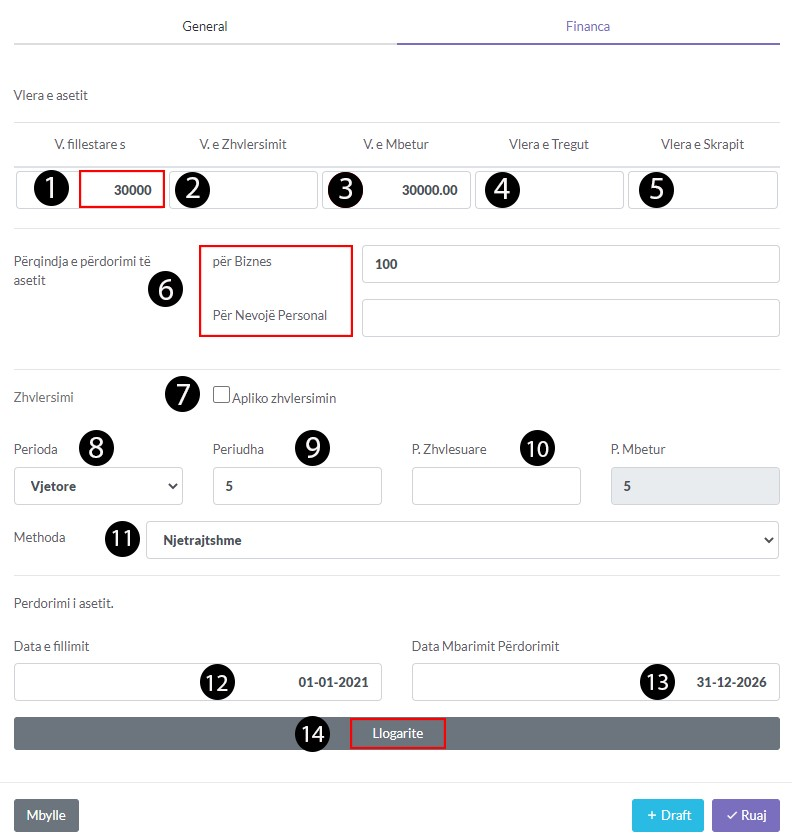 General Financa
Vlera e asetit
V. fillestare s V. e Zhvlersimit V. e Mbetur Vlera e Tregut Vlera e Skrapit
1 30000 2 3 30000.00 4 5
Përqindja e përdorimi të
asetit
6
për Biznes 100
Për Nevojë Personal
Zhvlersimi 7 Apliko zhvlersimin
Perioda 8 Periudha 9 P. Zhvlesuare 10 P. Mbetur
Vjetore 5 5
Methoda 11 Njetrajtshme
Perdorimi i asetit.
Data e fillimit Data Mbarimit Përdorimit
12 01-01-2021 13 31-12-2026
14 Llogarite
Mbylle + Draft Ruaj